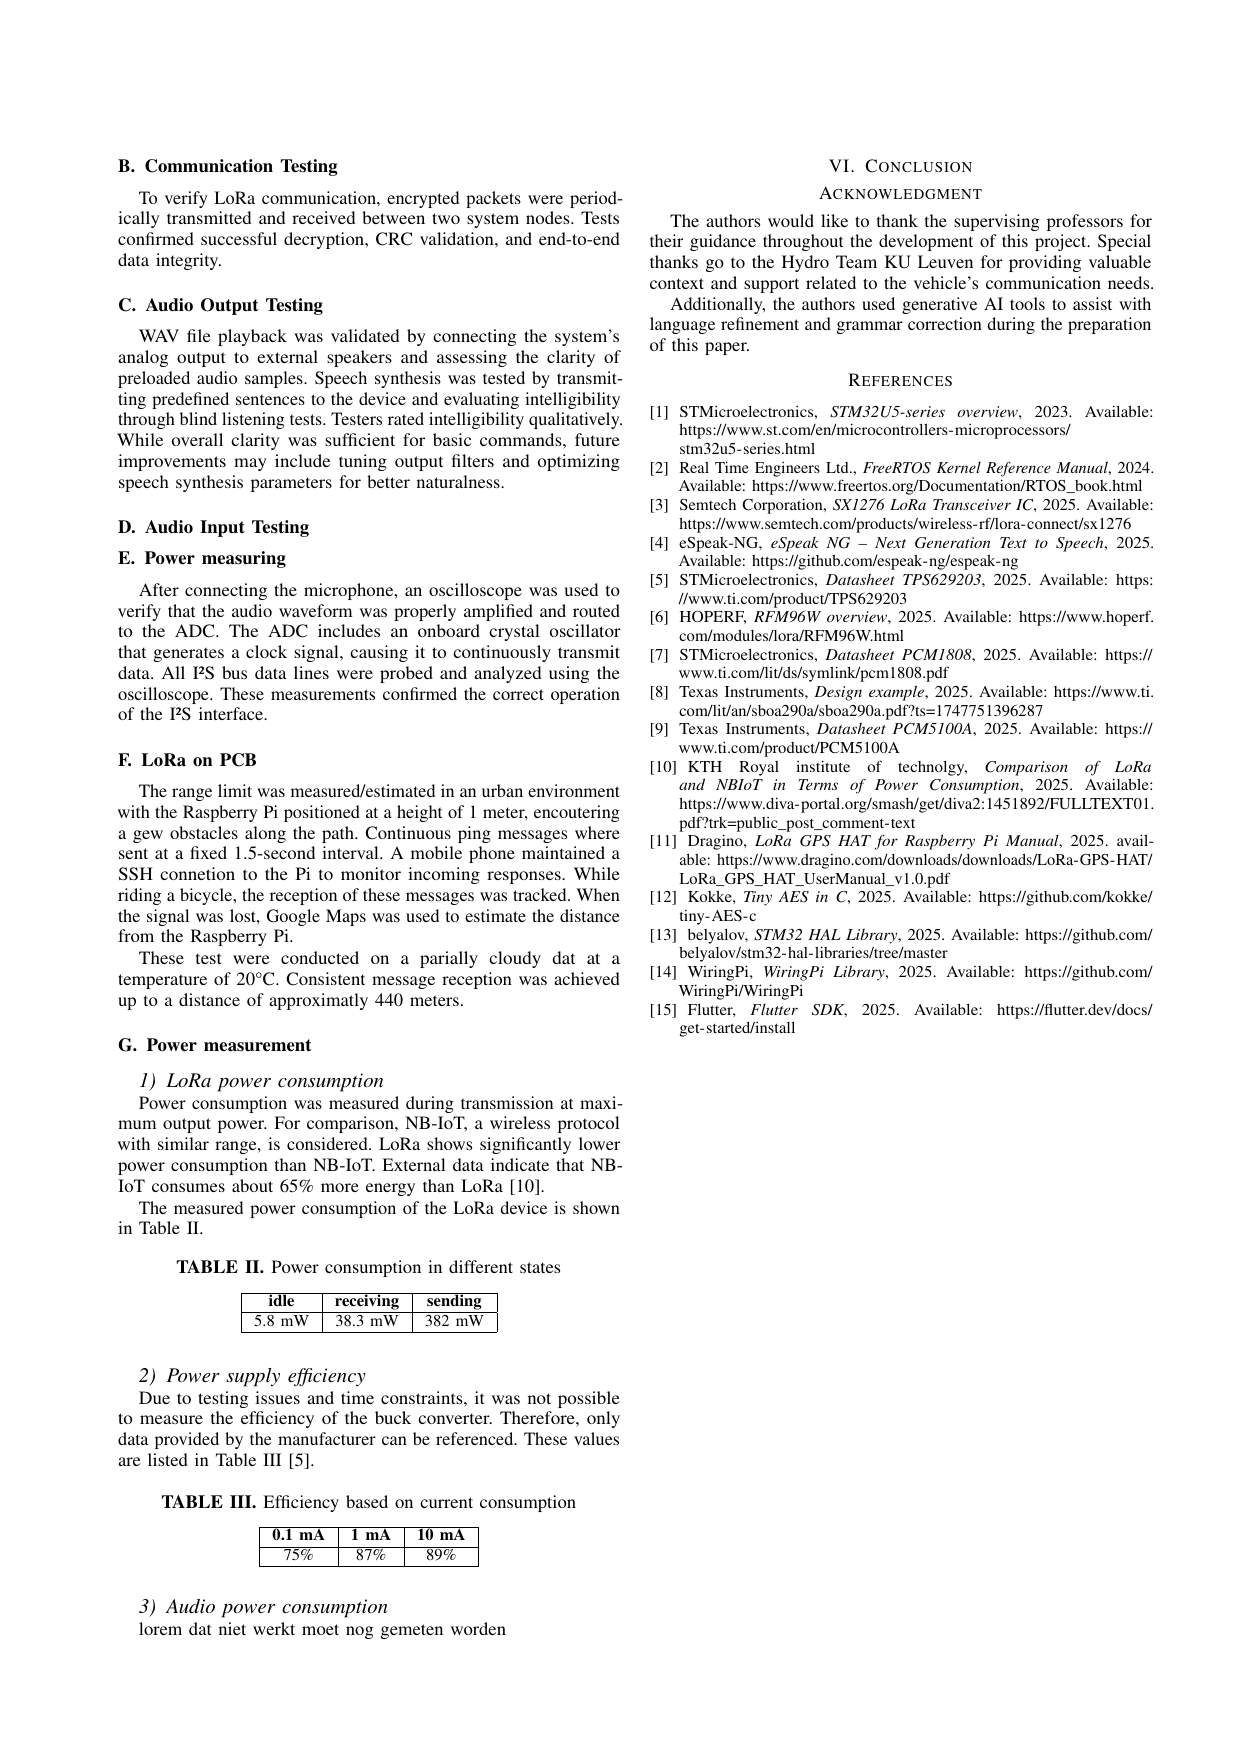 B. Communication Testing
To verify LoRa communication, encrypted packets were period-
ically transmitted and received between two system nodes. Tests
confirmed successful decryption, CRC validation, and end-to-end
data integrity.
C. Audio Output Testing
WAV file playback was validated by connecting the system's
analog output to external speakers and assessing the clarity of
preloaded audio samples. Speech synthesis was tested by transmit-
ting predefined sentences to the device and evaluating intelligibility
through blind listening tests. Testers rated intelligibility qualitatively.
While overall clarity was sufficient for basic commands, future
improvements may include tuning output filters and optimizing
speech synthesis parameters for better naturalness.
D. Audio Input Testing
E. Power measuring
After connecting the microphone, an oscilloscope was used to
verify that the audio waveform was properly amplified and routed
to the ADC. The ADC includes an onboard crystal oscillator
that generates a clock signal, causing it to continuously transmit
data. All I²S bus data lines were probed and analyzed using the
oscilloscope. These measurements confirmed the correct operation
of the I²S interface.
F. LoRa on PCB
The range limit was measured/estimated in an urban environment
with the Raspberry Pi positioned at a height of 1 meter, encoutering
a gew obstacles along the path. Continuous ping messages where
sent at a fixed 1.5-second interval. A mobile phone maintained a
SSH connetion to the Pi to monitor incoming responses. While
riding a bicycle, the reception of these messages was tracked. When
the signal was lost, Google Maps was used to estimate the distance
from the Raspberry Pi.
These test were conducted on a parially cloudy dat at a
temperature of 20°C. Consistent message reception was achieved
up to a distance of approximatly 440 meters.
G. Power measurement
1) LoRa power consumption
Power consumption was measured during transmission at maxi-
mum output power. For comparison, NB-IoT, a wireless protocol
with similar range, is considered. LoRa shows significantly lower
power consumption than NB-IoT. External data indicate that NB-
IoT consumes about 65% more energy than LoRa [10].
The measured power consumption of the LoRa device is shown
in Table II.
TABLE II. Power consumption in different states
idle receiving sending
5.8 mW 38.3 mW 382 mW
2) Power supply efficiency
Due to testing issues and time constraints, it was not possible
to measure the efficiency of the buck converter. Therefore, only
data provided by the manufacturer can be referenced. These values
are listed in Table III [5].
TABLE III. Efficiency based on current consumption
0.1 mA 1 mA 10 mA
75% 87% 89%
3) Audio power consumption
lorem dat niet werkt moet nog gemeten worden
VI. CONCLUSION
ACKNOWLEDGMENT
The authors would like to thank the supervising professors for
their guidance throughout the development of this project. Special
thanks go to the Hydro Team KU Leuven for providing valuable
context and support related to the vehicle's communication needs.
Additionally, the authors used generative AI tools to assist with
language refinement and grammar correction during the preparation
of this paper.
REFERENCES
[1] STMicroelectronics, STM32U5-series overview, 2023. Available:
https://www.st.com/en/microcontrollers-microprocessors/
stm32u5-series.html
[2] Real Time Engineers Ltd., FreeRTOS Kernel Reference Manual, 2024.
Available: https://www.freertos.org/Documentation/RTOS_book.html
[3] Semtech Corporation, SX1276 LoRa Transceiver IC, 2025. Available:
https://www.semtech.com/products/wireless-rf/lora-connect/sx1276
[4] eSpeak-NG, eSpeak NG – Next Generation Text to Speech, 2025.
Available: https://github.com/espeak-ng/espeak-ng
[5] STMicroelectronics, Datasheet TPS629203, 2025. Available: https:
//www.ti.com/product/TPS629203
[6] HOPERF, RFM96W overview, 2025. Available: https://www.hoperf.
com/modules/lora/RFM96W.html
[7] STMicroelectronics, Datasheet PCM1808, 2025. Available: https://
www.ti.com/lit/ds/symlink/pcm1808.pdf
[8] Texas Instruments, Design example, 2025. Available: https://www.ti.
com/lit/an/sboa290a/sboa290a.pdf?ts=1747751396287
[9] Texas Instruments, Datasheet PCM5100A, 2025. Available: https://
www.ti.com/product/PCM5100A
[10] KTH Royal institute of technolgy, Comparison of LoRa
and NBIoT in Terms of Power Consumption, 2025. Available:
https://www.diva-portal.org/smash/get/diva2:1451892/FULLTEXT01.
pdf?trk=public_post_comment-text
[11] Dragino, LoRa GPS HAT for Raspberry Pi Manual, 2025. avail-
able: https://www.dragino.com/downloads/downloads/LoRa-GPS-HAT/
LoRa_GPS_HAT_UserManual_v1.0.pdf
[12] Kokke, Tiny AES in C, 2025. Available: https://github.com/kokke/
tiny-AES-c
[13] belyalov, STM32 HAL Library, 2025. Available: https://github.com/
belyalov/stm32-hal-libraries/tree/master
[14] WiringPi, WiringPi Library, 2025. Available: https://github.com/
WiringPi/WiringPi
[15] Flutter, Flutter SDK, 2025. Available: https://flutter.dev/docs/
get-started/install